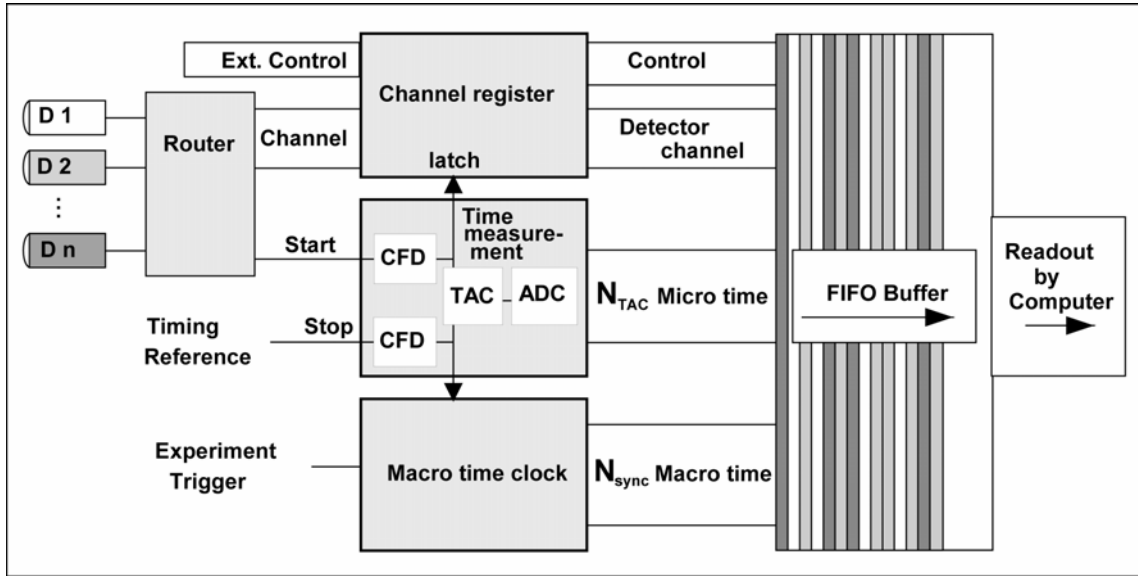 Ext. Control
Channel register
Control
D 1
Router
Channel
Detector
channel
D 2
latch
⋮
D n
Start
CFD
Time
measure-
ment
TAC
ADC
N_TAC Micro time
FIFO Buffer
Readout
by
Computer
Timing
Reference
Stop
CFD
Experiment
Trigger
Macro time clock
N_sync Macro time